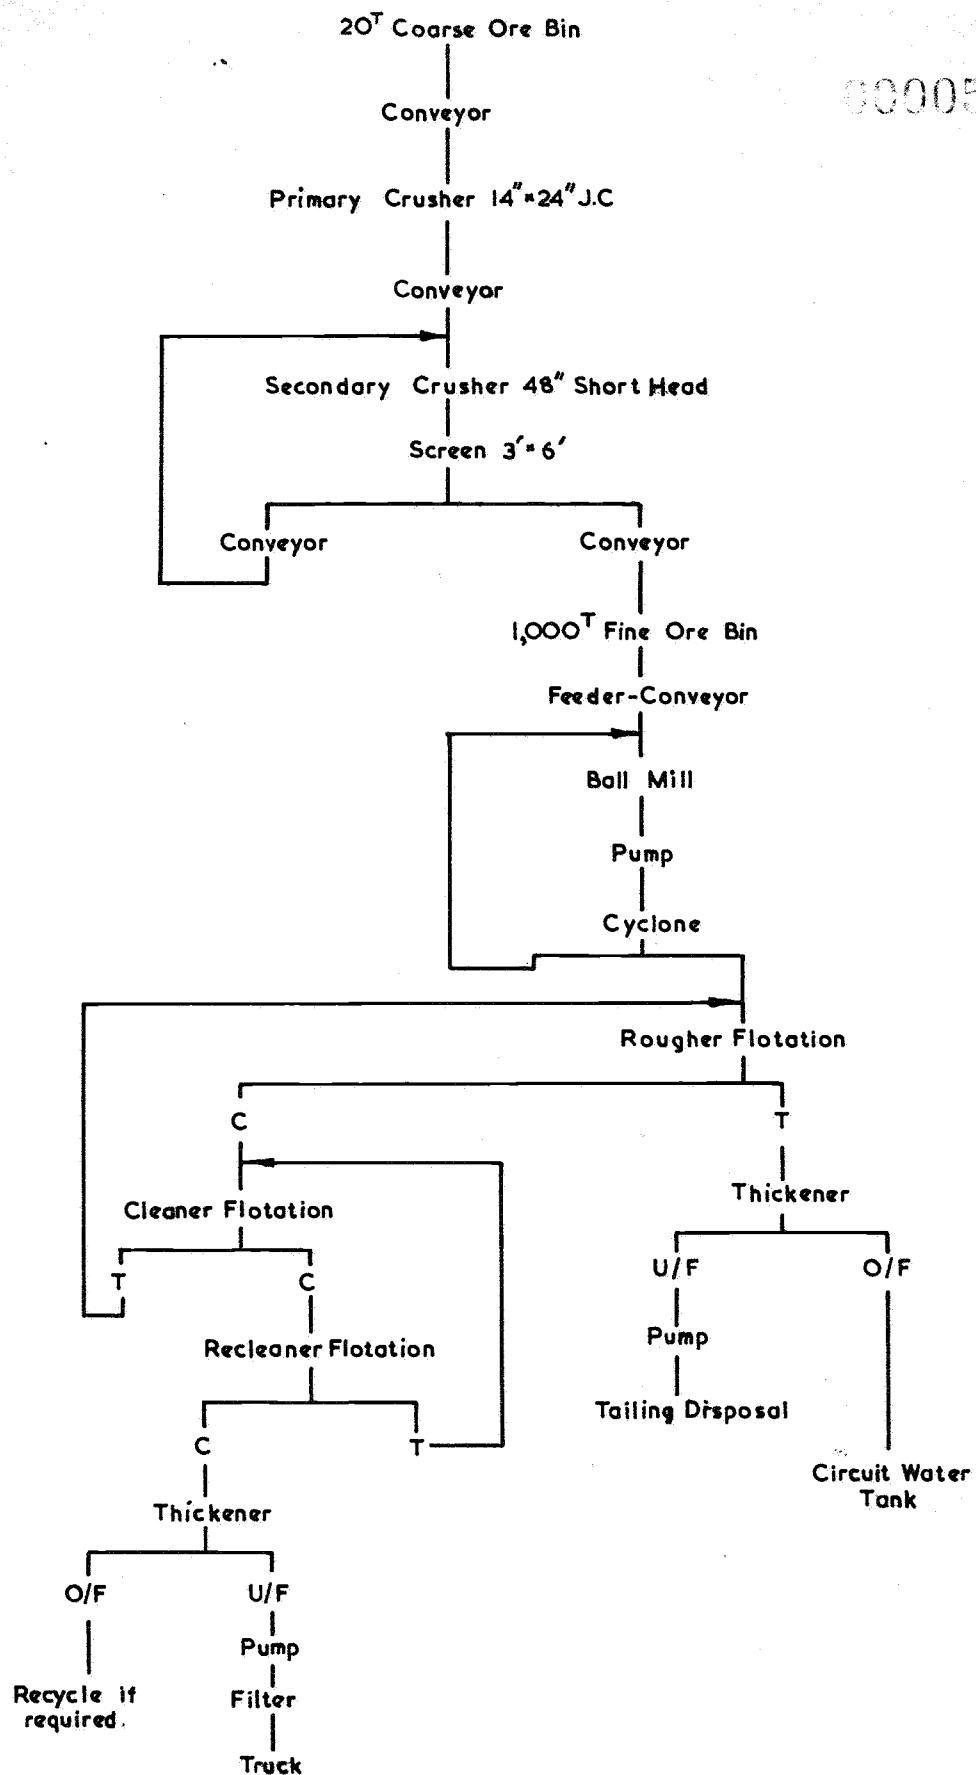 20ᵀ Coarse Ore Bin
00005
Conveyor
Primary Crusher 14"×24" J.C
Conveyor
Secondary Crusher 48" Short Head
Screen 3'×6'
Conveyor
Conveyor
1,000ᵀ Fine Ore Bin
Feeder-Conveyor
Ball Mill
Pump
Cyclone
Rougher Flotation
C
T
Thickener
Cleaner Flotation
U/F
O/F
T
C
Pump
Recleaner Flotation
Tailing Disposal
C
T
Circuit Water
Tank
Thickener
O/F
U/F
Pump
Recycle if
required.
Filter
Truck